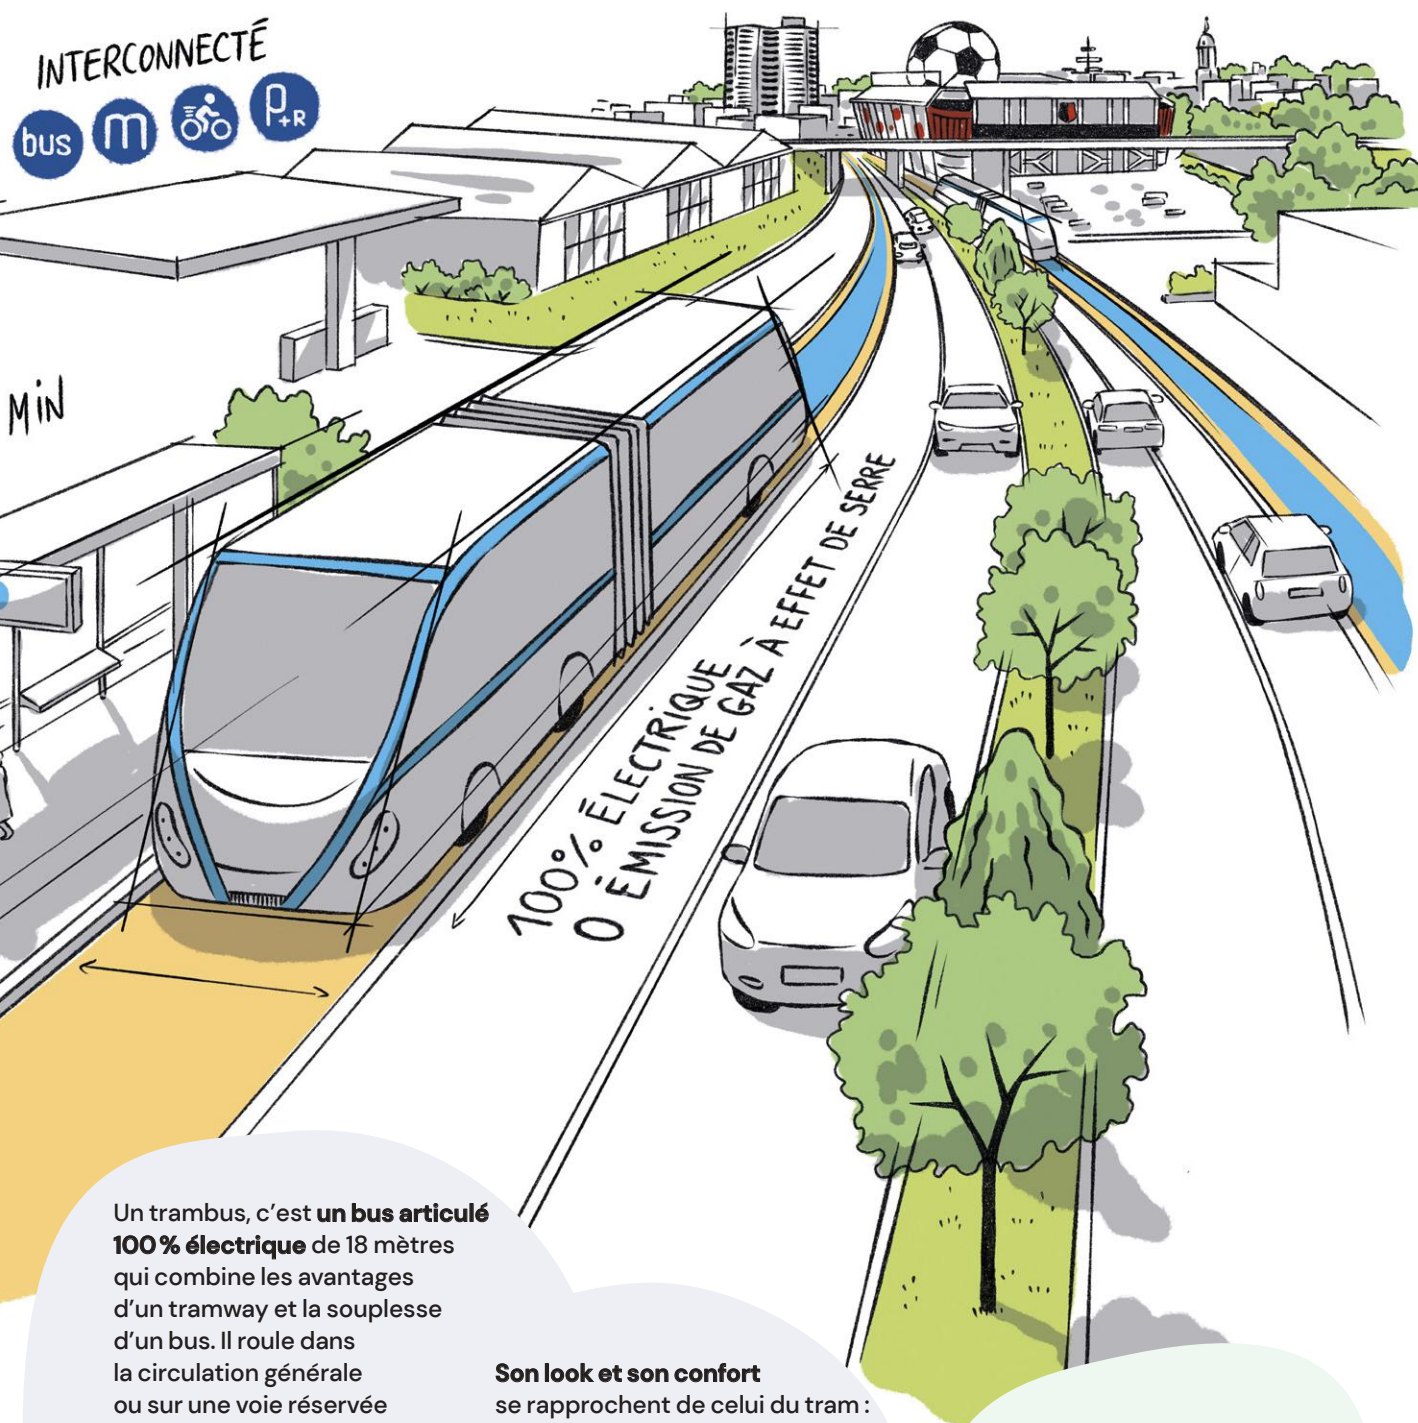 INTERCONNECTÉ
bus m P+R
MiN
100% ÉLECTRIQUE
0 ÉMISSION DE GAZ À EFFET DE SERRE
Un trambus, c’est un bus articulé
100 % électrique de 18 mètres
qui combine les avantages
d’un tramway et la souplesse
d’un bus. Il roule dans
la circulation générale
ou sur une voie réservée
Son look et son confort
se rapprochent de celui du tram :